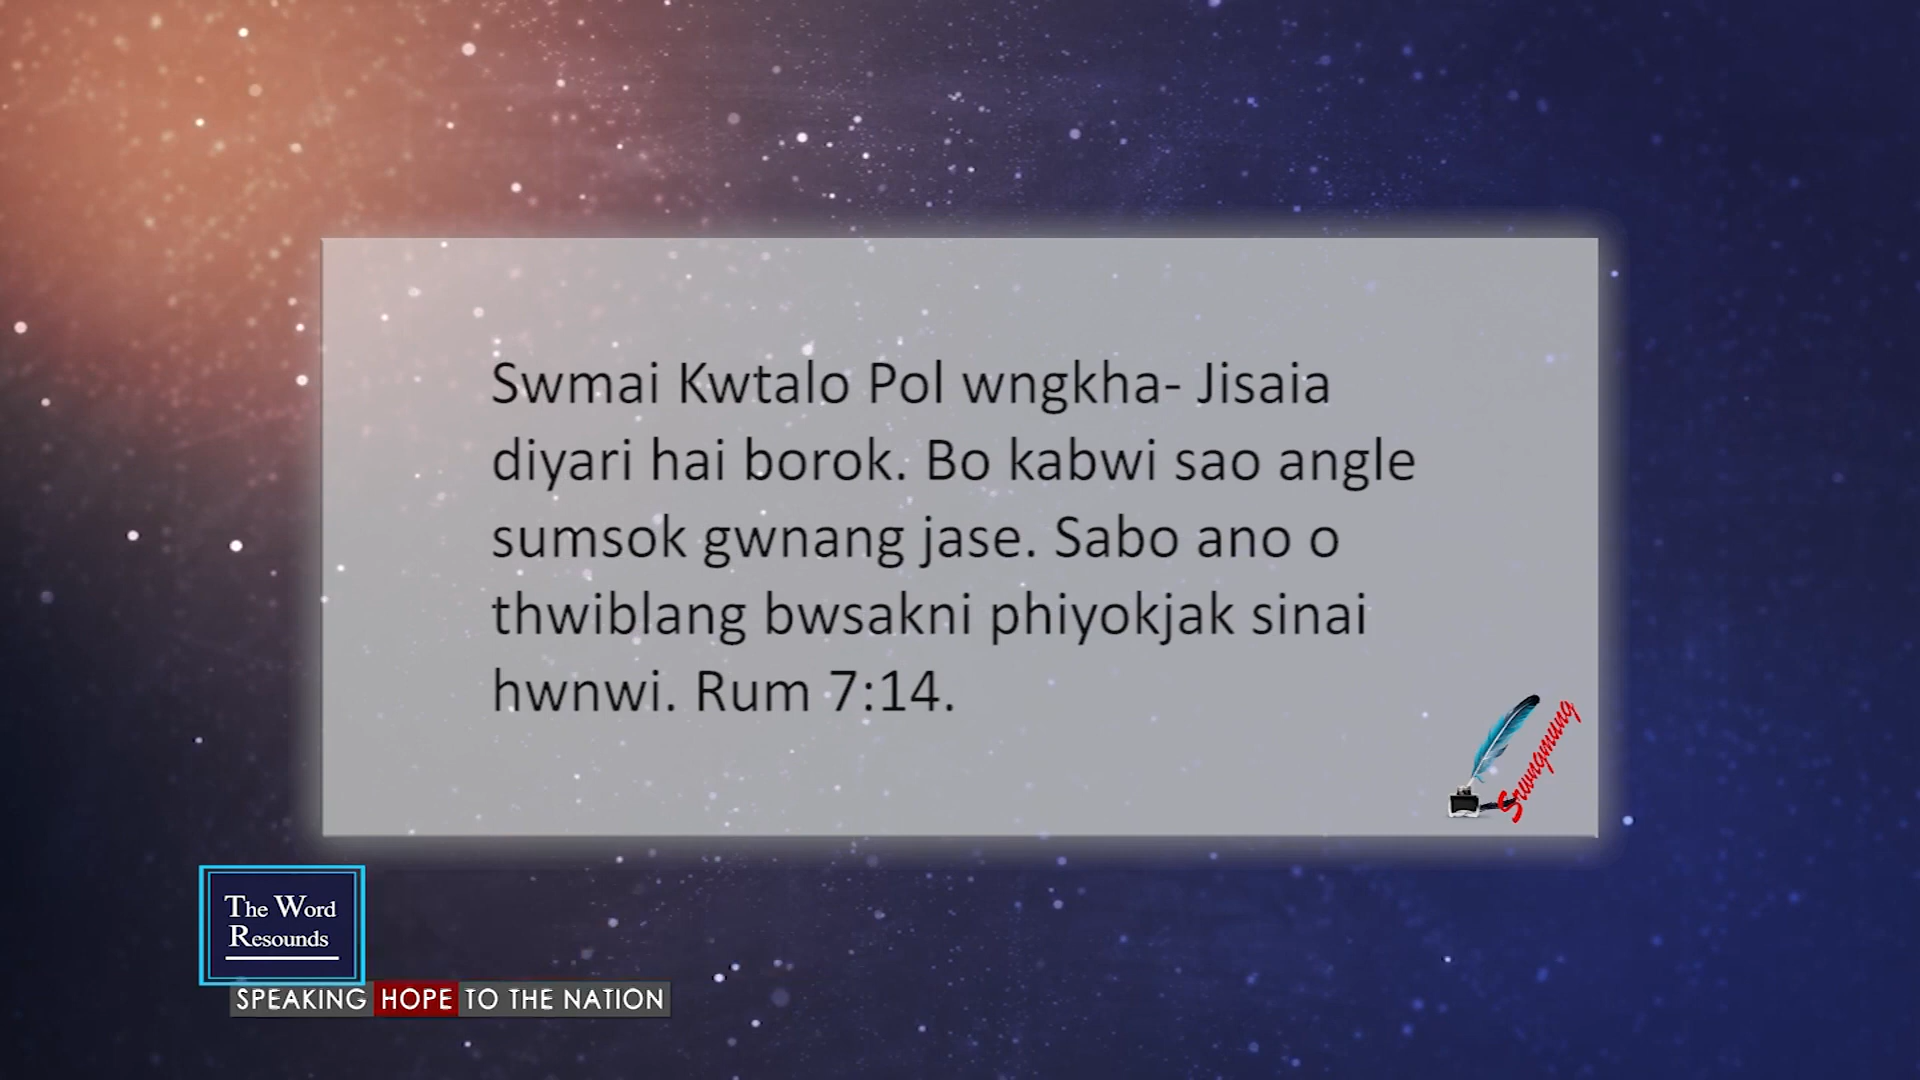 Swmai Kwtalo Pol wngkha- Jisaia
diyari hai borok. Bo kabwi sao angle
sumsok gwnang jase. Sabo ano o
thwiblang bwsakni phiyokjak sinai
hwnwi. Rum 7:14.
Srwngmung
The Word
Resounds
SPEAKING HOPE TO THE NATION